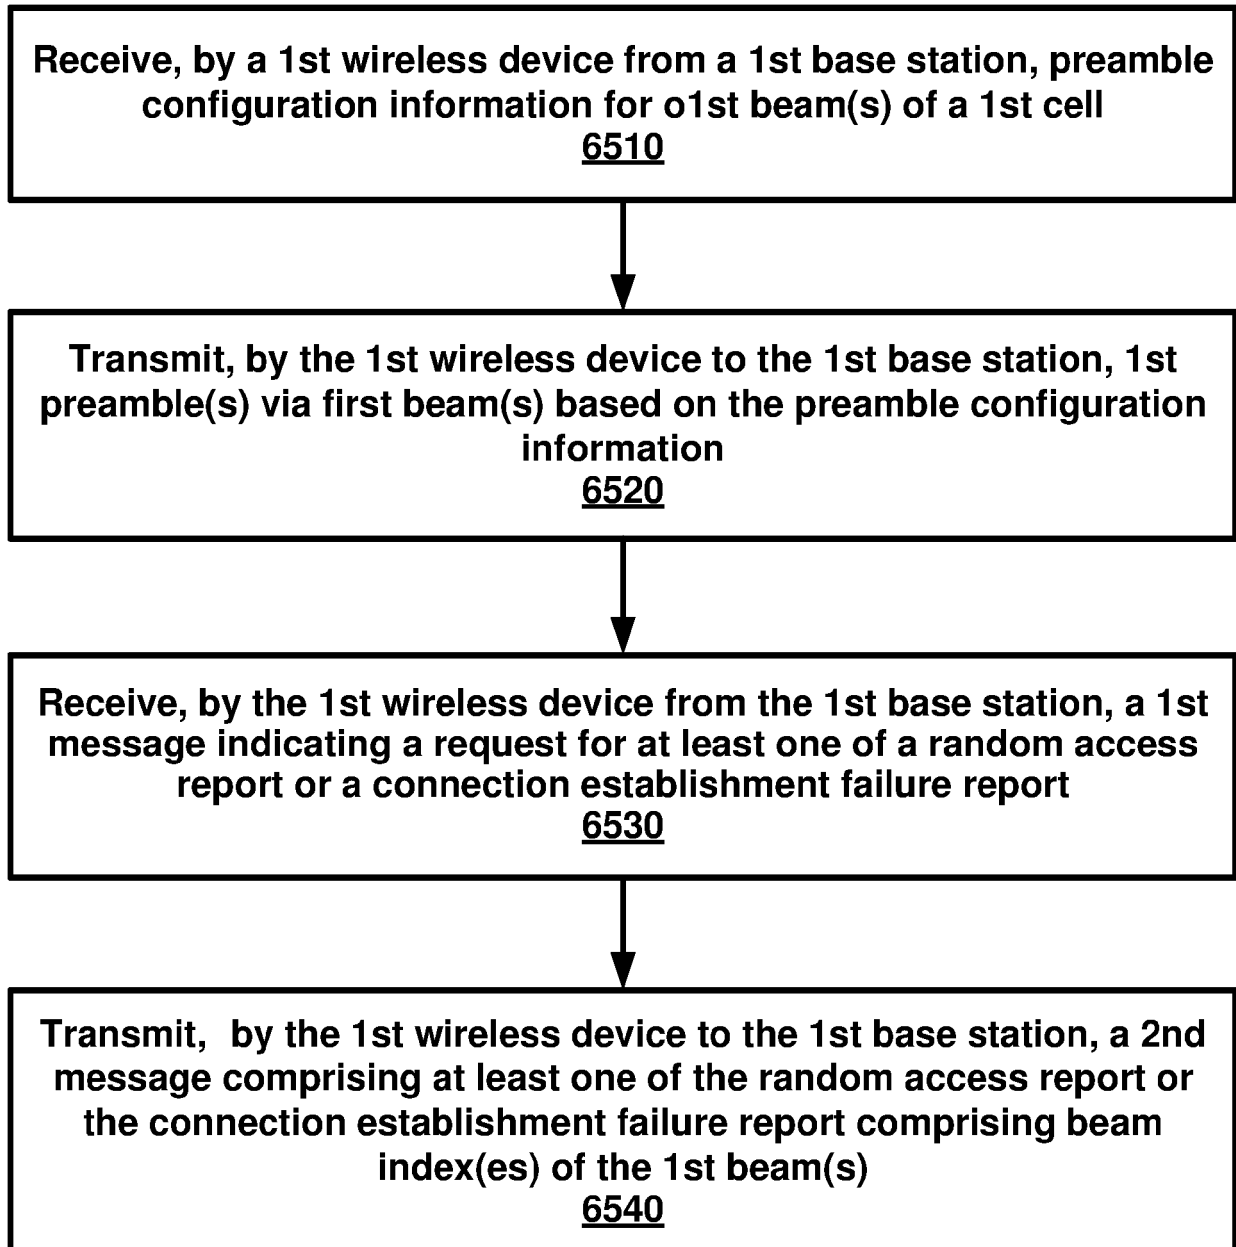 Receive, by a 1st wireless device from a 1st base station, preamble
configuration information for o1st beam(s) of a 1st cell
6510
Transmit, by the 1st wireless device to the 1st base station, 1st
preamble(s) via first beam(s) based on the preamble configuration
information
6520
Receive, by the 1st wireless device from the 1st base station, a 1st
message indicating a request for at least one of a random access
report or a connection establishment failure report
6530
Transmit,  by the 1st wireless device to the 1st base station, a 2nd
message comprising at least one of the random access report or
the connection establishment failure report comprising beam
index(es) of the 1st beam(s)
6540